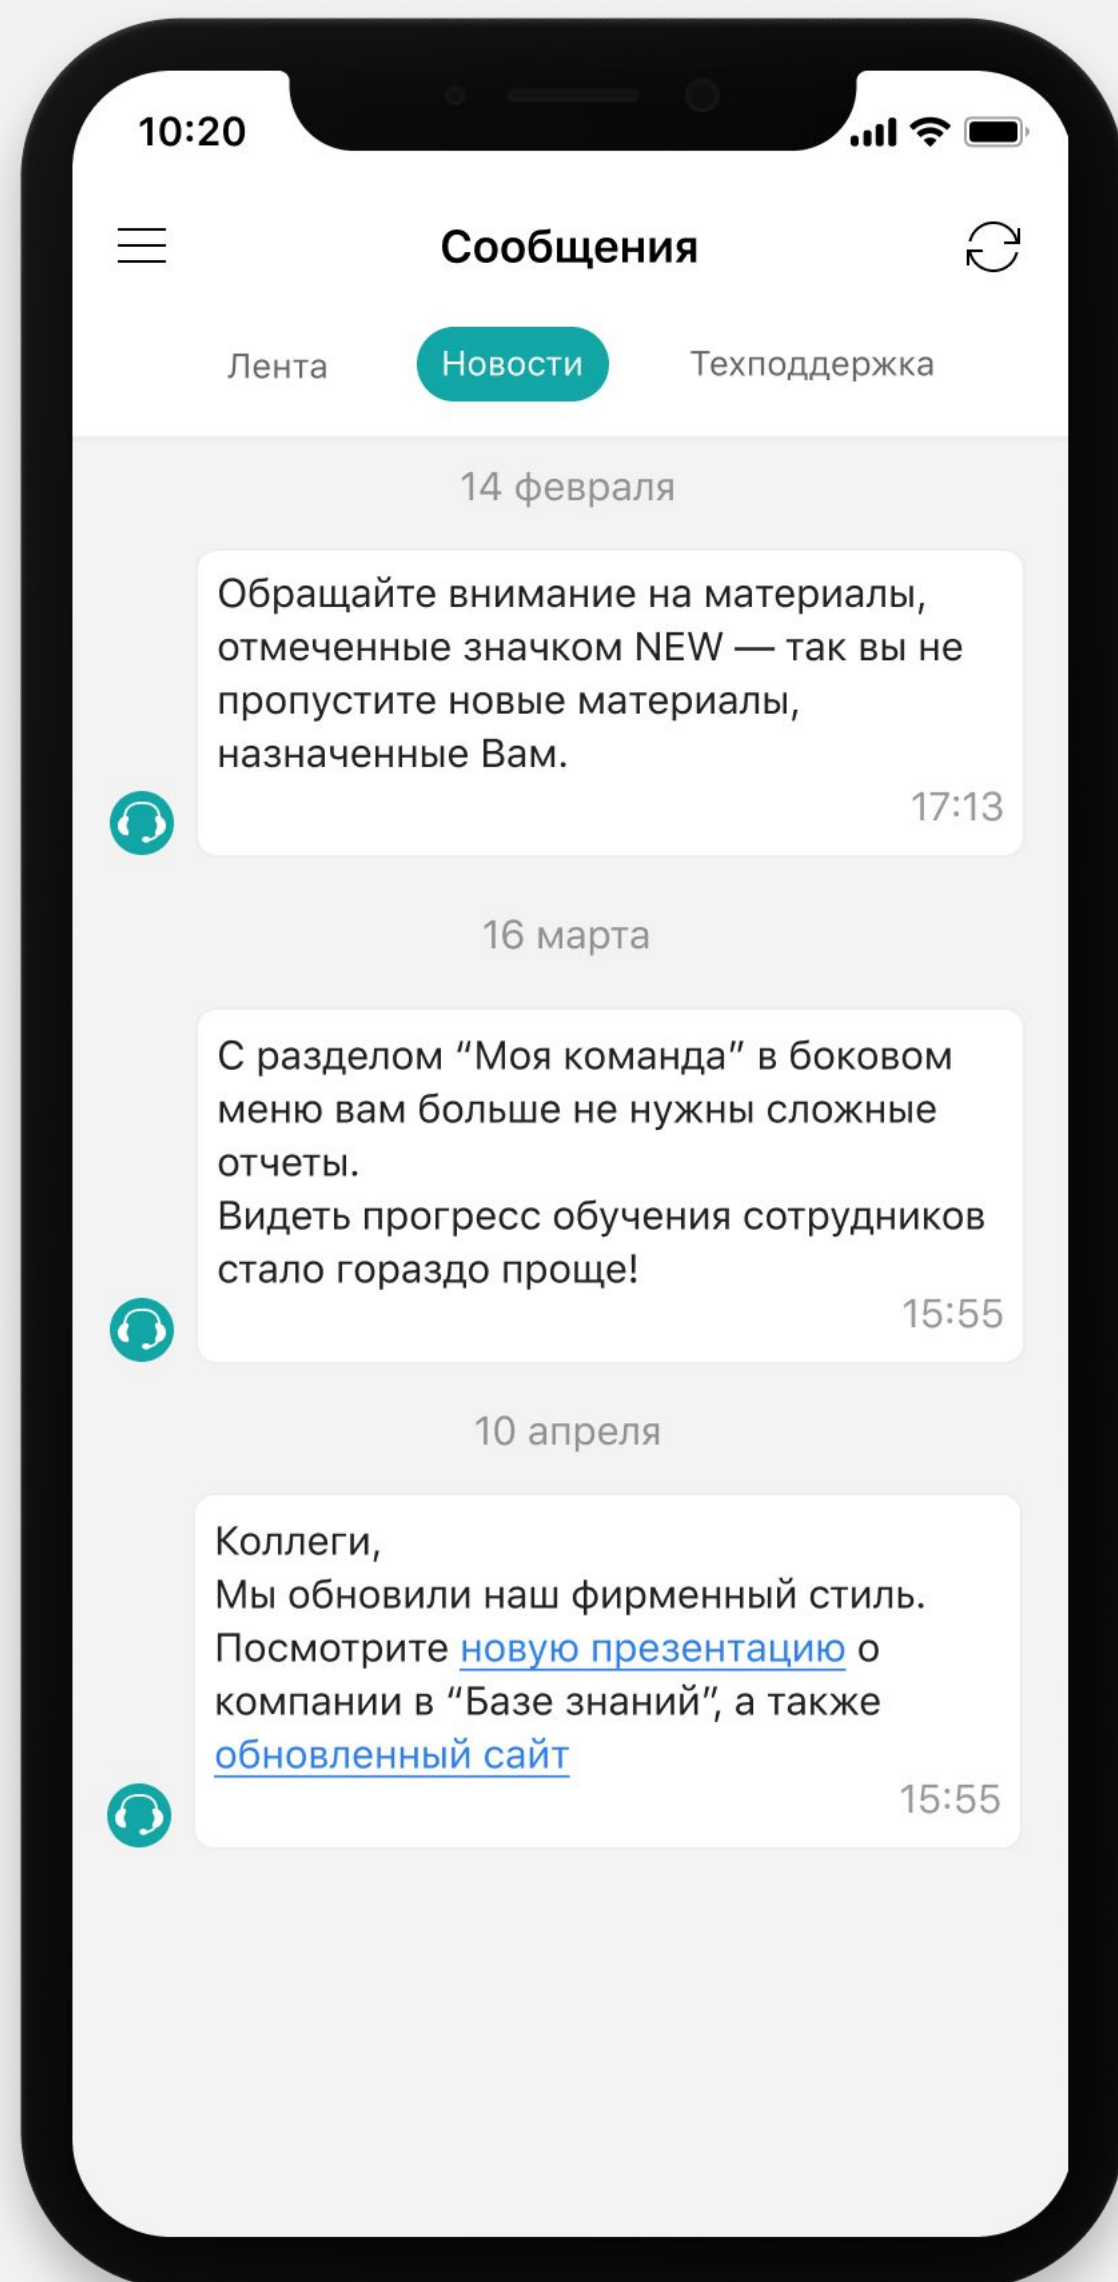 10:20
Сообщения
Лента Новости Техподдержка
14 февраля
Обращайте внимание на материалы,
отмеченные значком NEW — так вы не
пропустите новые материалы,
назначенные Вам.
17:13
16 марта
С разделом “Моя команда” в боковом
меню вам больше не нужны сложные
отчеты.
Видеть прогресс обучения сотрудников
стало гораздо проще!
15:55
10 апреля
Коллеги,
Мы обновили наш фирменный стиль.
Посмотрите новую презентацию о
компании в “Базе знаний”, а также
обновленный сайт
15:55